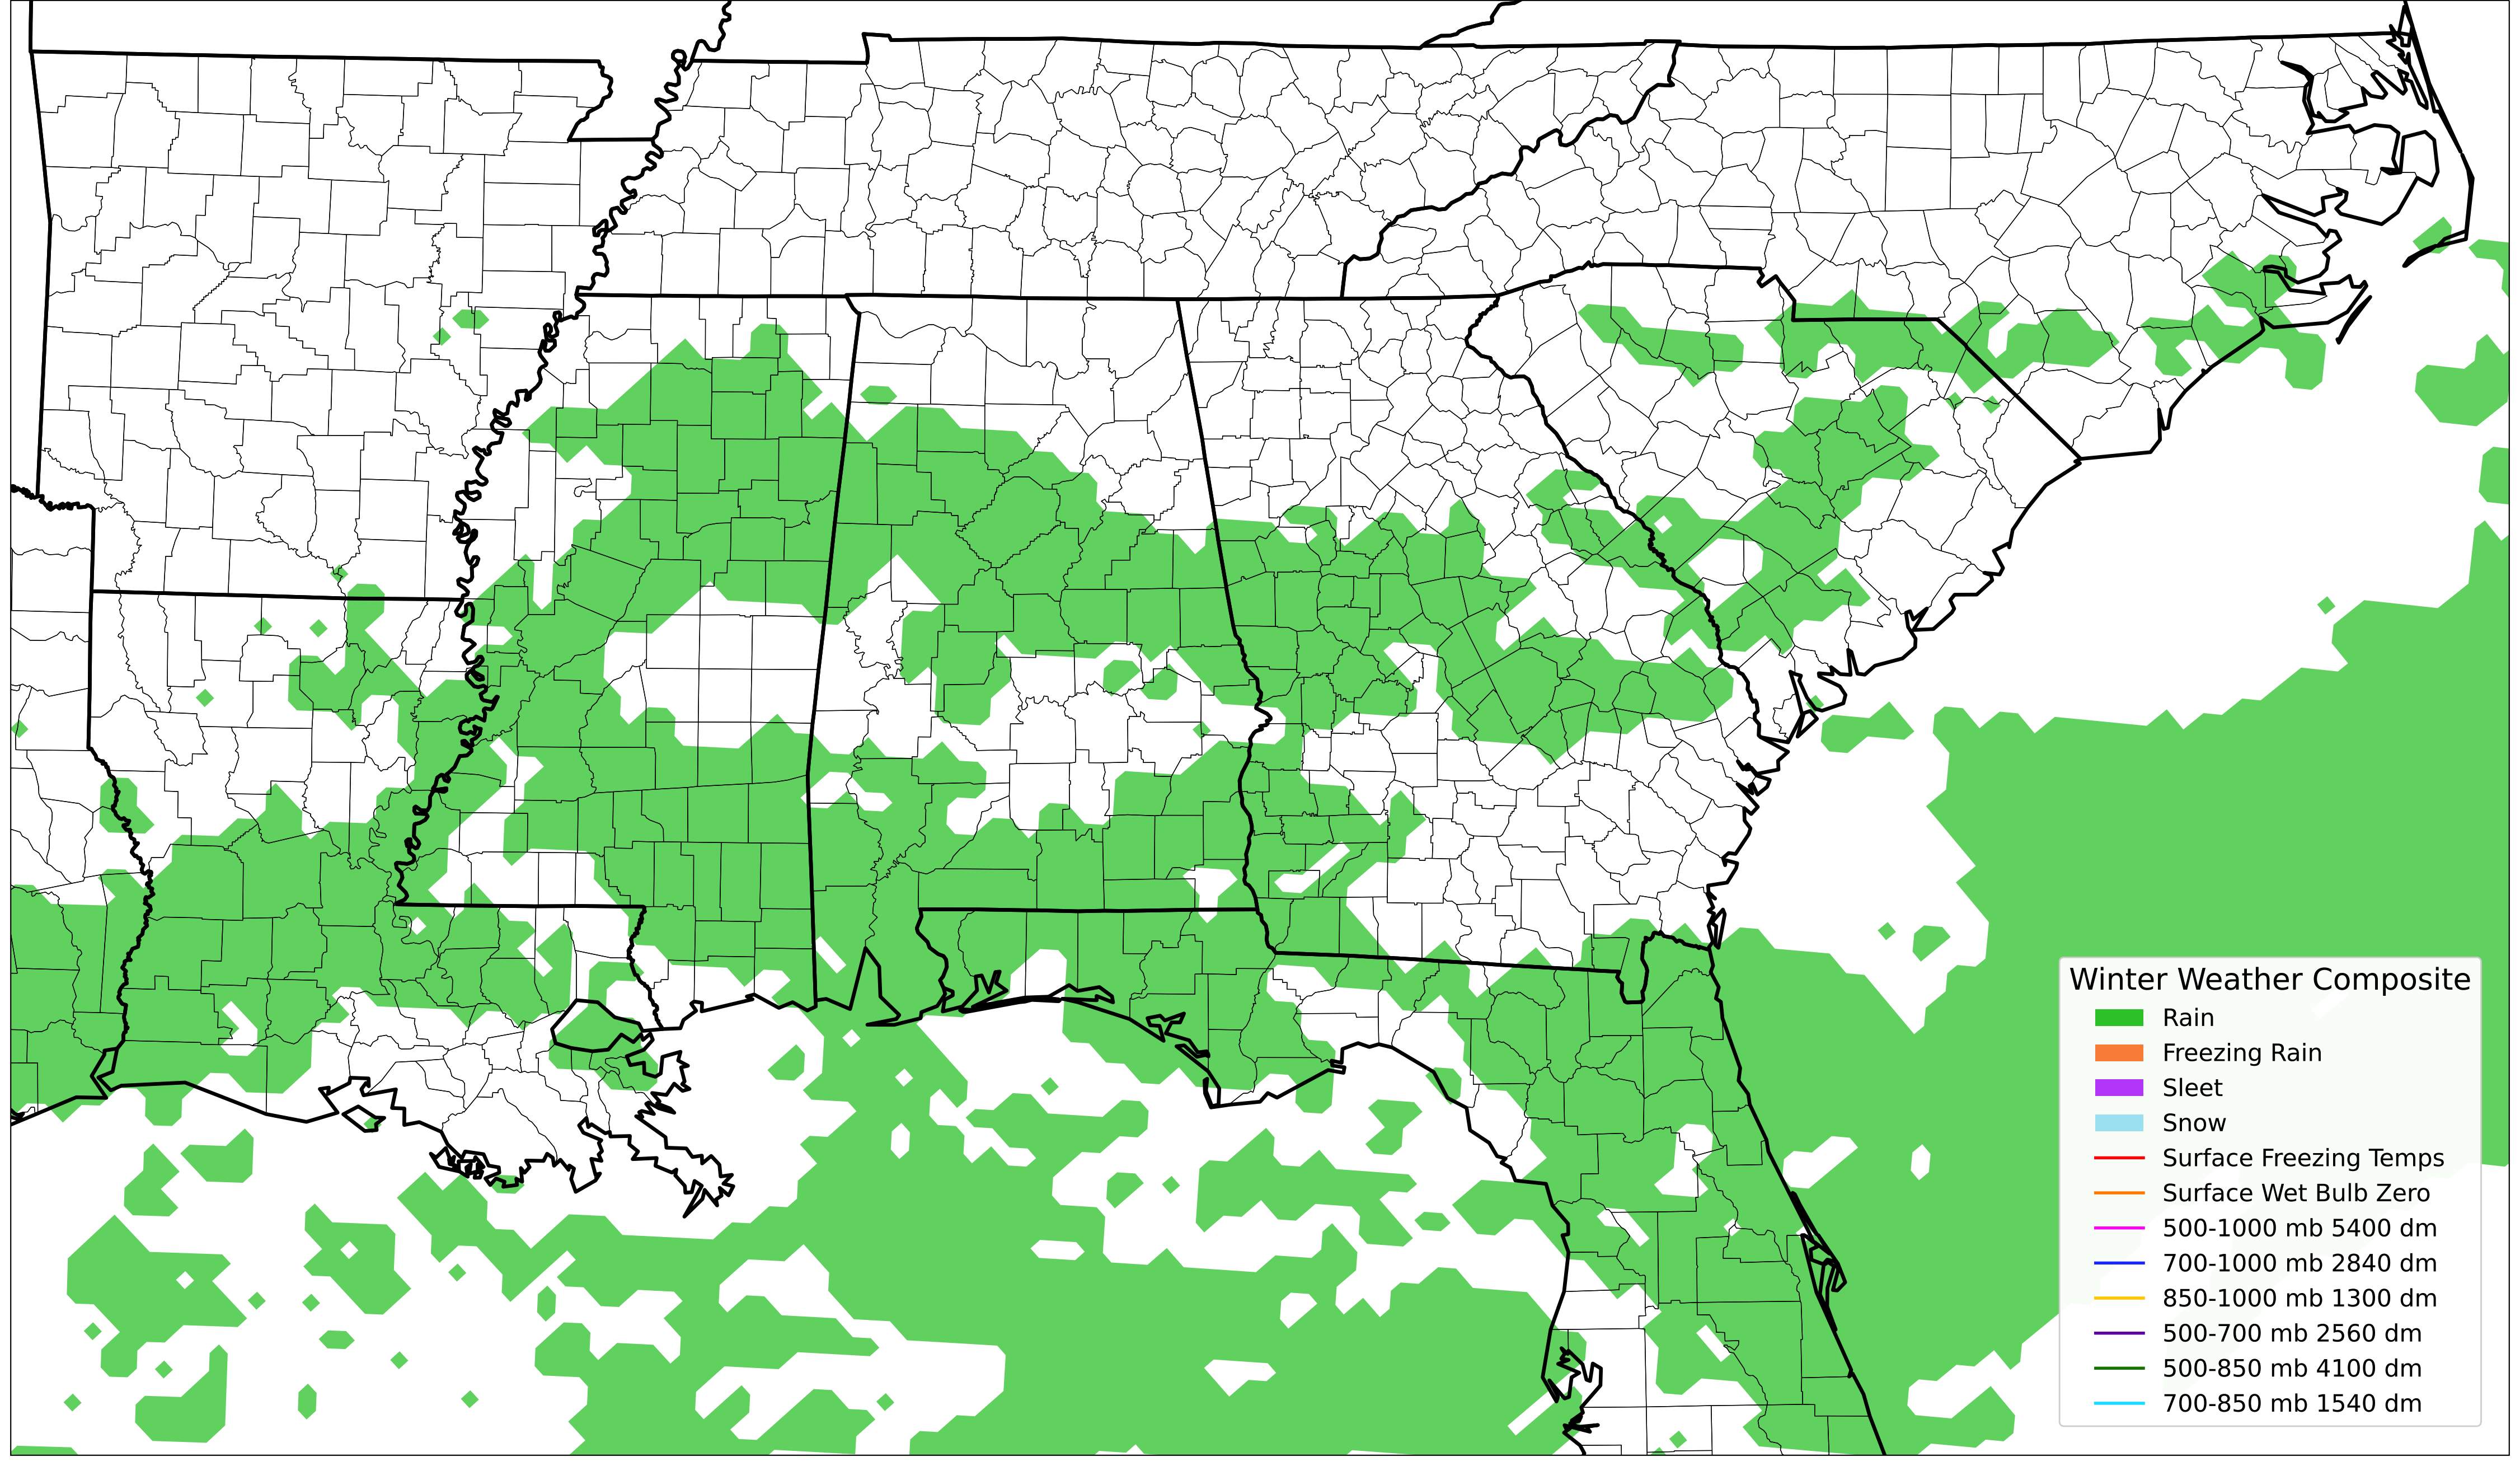 Winter Weather Composite
Rain
Freezing Rain
Sleet
Snow
Surface Freezing Temps
Surface Wet Bulb Zero
500-1000 mb 5400 dm
700-1000 mb 2840 dm
850-1000 mb 1300 dm
500-700 mb 2560 dm
500-850 mb 4100 dm
700-850 mb 1540 dm